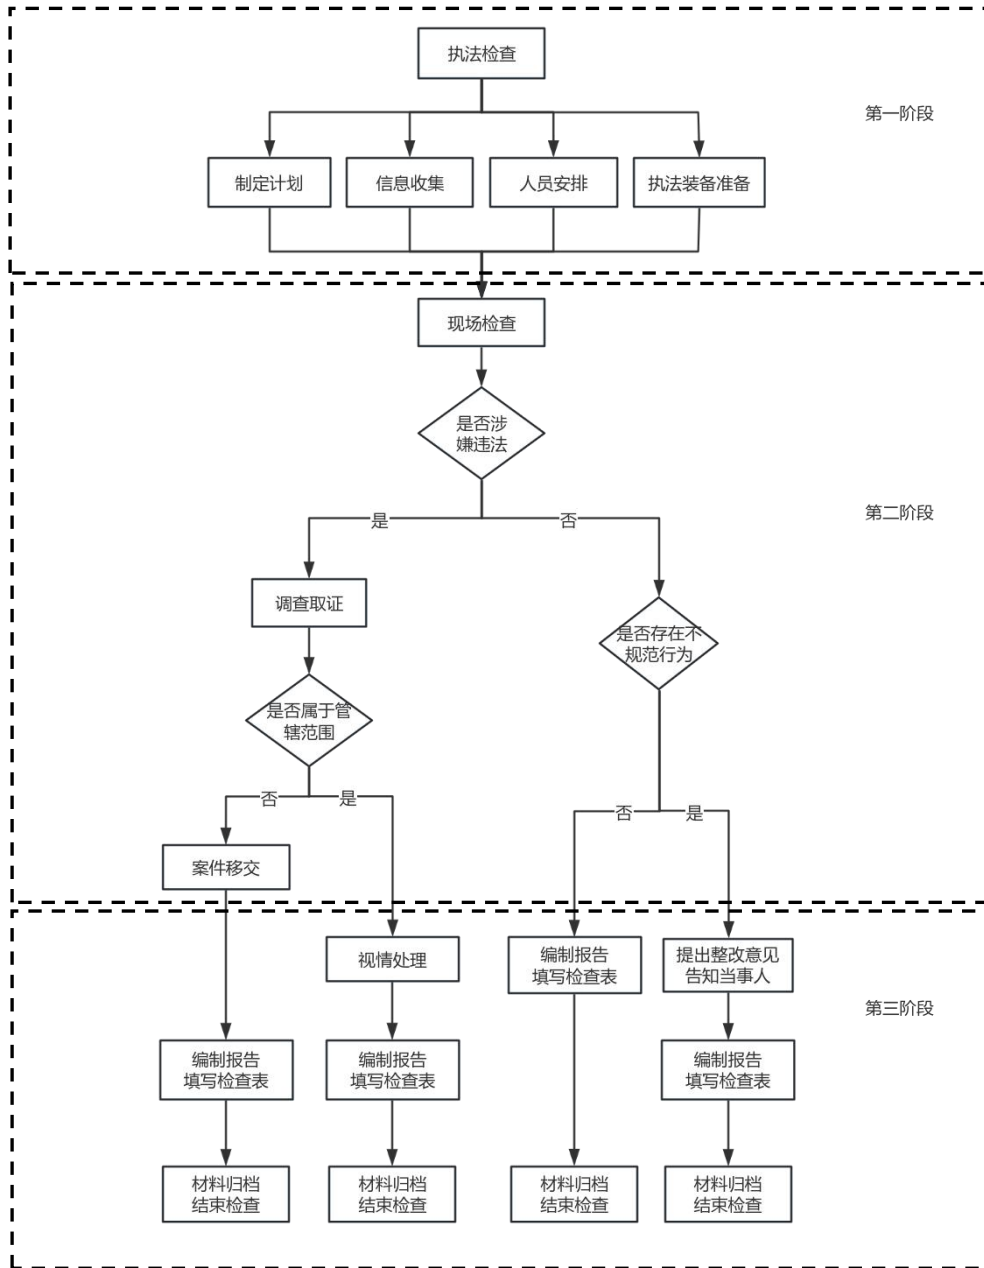 执法检查
第一阶段
制定计划
信息收集
人员安排
执法装备准备
现场检查
是否涉
嫌违法
第二阶段
是
否
调查取证
是否存在不
规范行为
是否属于管
辖范围
否
是
否
是
案件移交
视情处理
编制报告
填写检查表
提出整改意见
告知当事人
第三阶段
编制报告
填写检查表
编制报告
填写检查表
编制报告
填写检查表
材料归档
结束检查
材料归档
结束检查
材料归档
结束检查
材料归档
结束检查